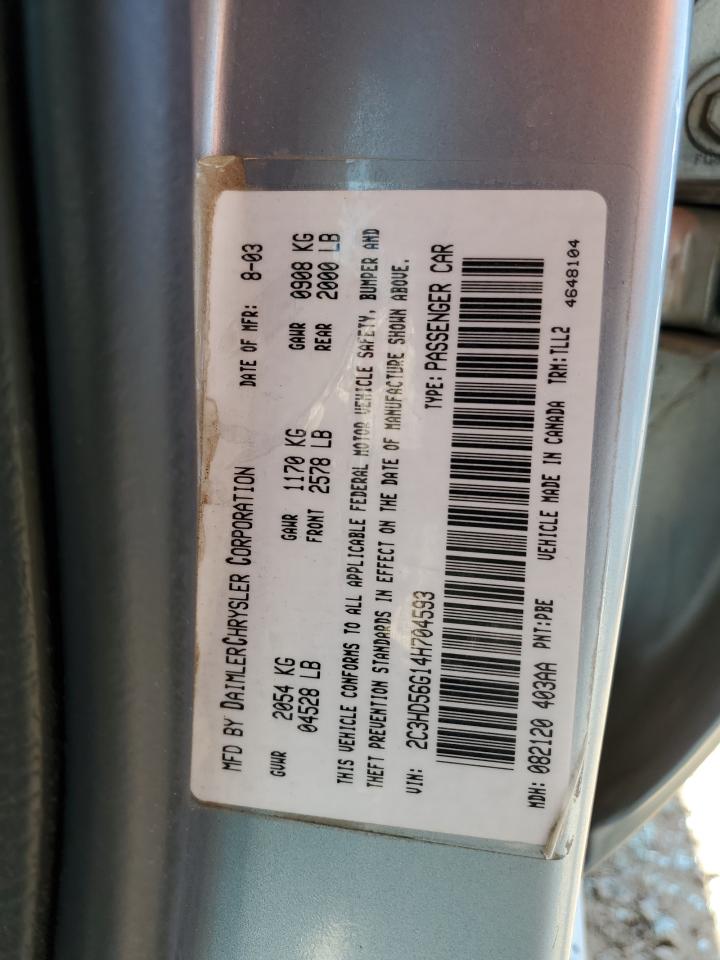 MFD BY DAIMLERCHRYSLER CORPORATION DATE OF MFR: 8-03
GVWR 2054 KG GAWR 1170 KG GAWR 0908 KG
04528 LB FRONT 2578 LB REAR 2000 LB
THIS VEHICLE CONFORMS TO ALL APPLICABLE FEDERAL MOTOR VEHICLE SAFETY, BUMPER AND
THEFT PREVENTION STANDARDS IN EFFECT ON THE DATE OF MANUFACTURE SHOWN ABOVE.
VIN: 2C3HD56G14H704593 TYPE: PASSENGER CAR
MDH: 082120 403AA PNT:PBE VEHICLE MADE IN CANADA TRM:TLL2
4648104